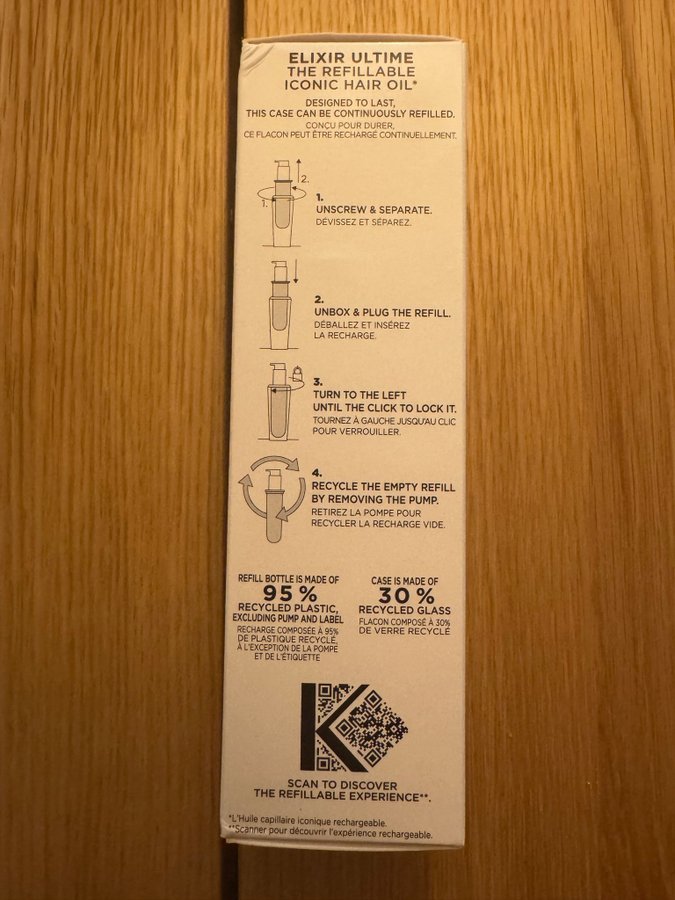 ELIXIR ULTIME
THE REFILLABLE
ICONIC HAIR OIL*
DESIGNED TO LAST,
THIS CASE CAN BE CONTINUOUSLY REFILLED.
CONÇU POUR DURER,
CE FLACON PEUT ÊTRE RECHARGÉ CONTINUELLEMENT.
1.
2.
1.
UNSCREW & SEPARATE.
DÉVISSEZ ET SÉPAREZ.
2.
UNBOX & PLUG THE REFILL.
DÉBALLEZ ET INSÉREZ
LA RECHARGE.
3.
TURN TO THE LEFT
UNTIL THE CLICK TO LOCK IT.
TOURNEZ À GAUCHE JUSQU'AU CLIC
POUR VERROUILLER.
4.
RECYCLE THE EMPTY REFILL
BY REMOVING THE PUMP.
RETIREZ LA POMPE POUR
RECYCLER LA RECHARGE VIDE.
REFILL BOTTLE IS MADE OF
95 %
RECYCLED PLASTIC,
EXCLUDING PUMP AND LABEL
RECHARGE COMPOSÉE À 95%
DE PLASTIQUE RECYCLÉ,
À L'EXCEPTION DE LA POMPE
ET DE L'ÉTIQUETTE
CASE IS MADE OF
30 %
RECYCLED GLASS
FLACON COMPOSÉ À 30%
DE VERRE RECYCLÉ
K
SCAN TO DISCOVER
THE REFILLABLE EXPERIENCE**.
*L'Huile capillaire iconique rechargeable.
**Scanner pour découvrir l'expérience rechargeable.